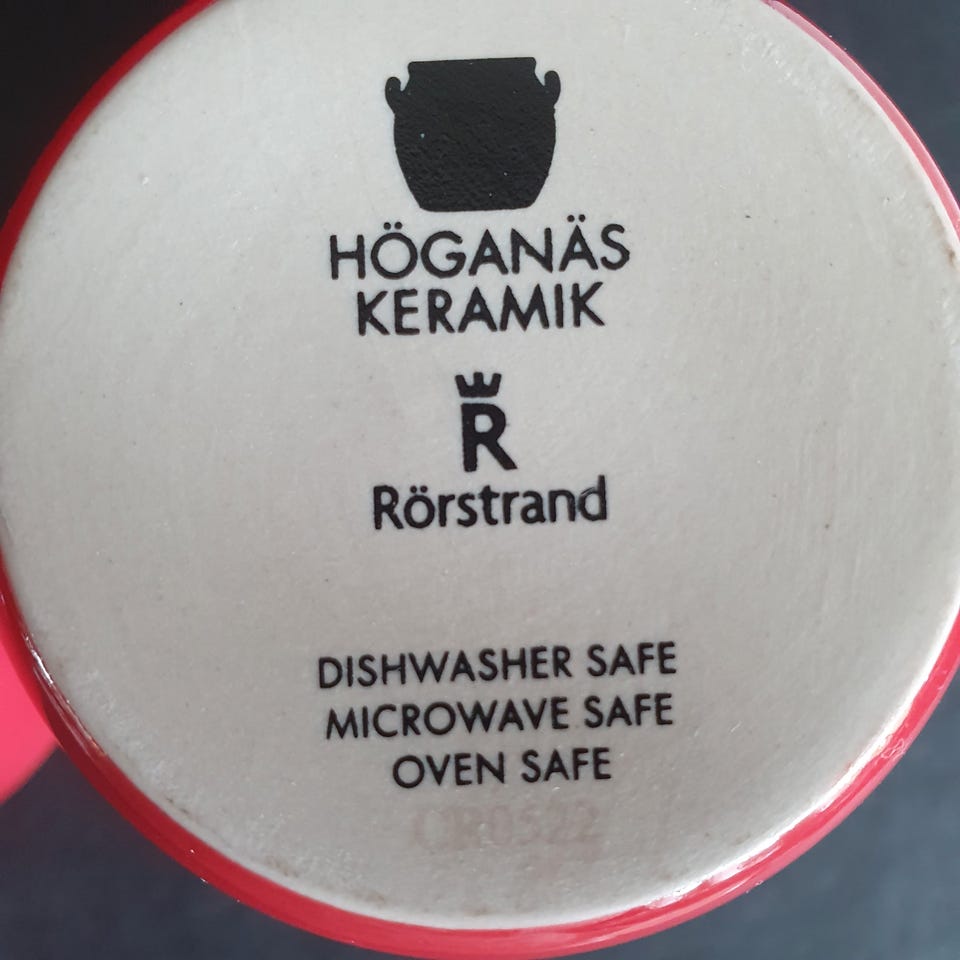 HÖGANÄS
KERAMIK
R
Rörstrand
DISHWASHER SAFE
MICROWAVE SAFE
OVEN SAFE